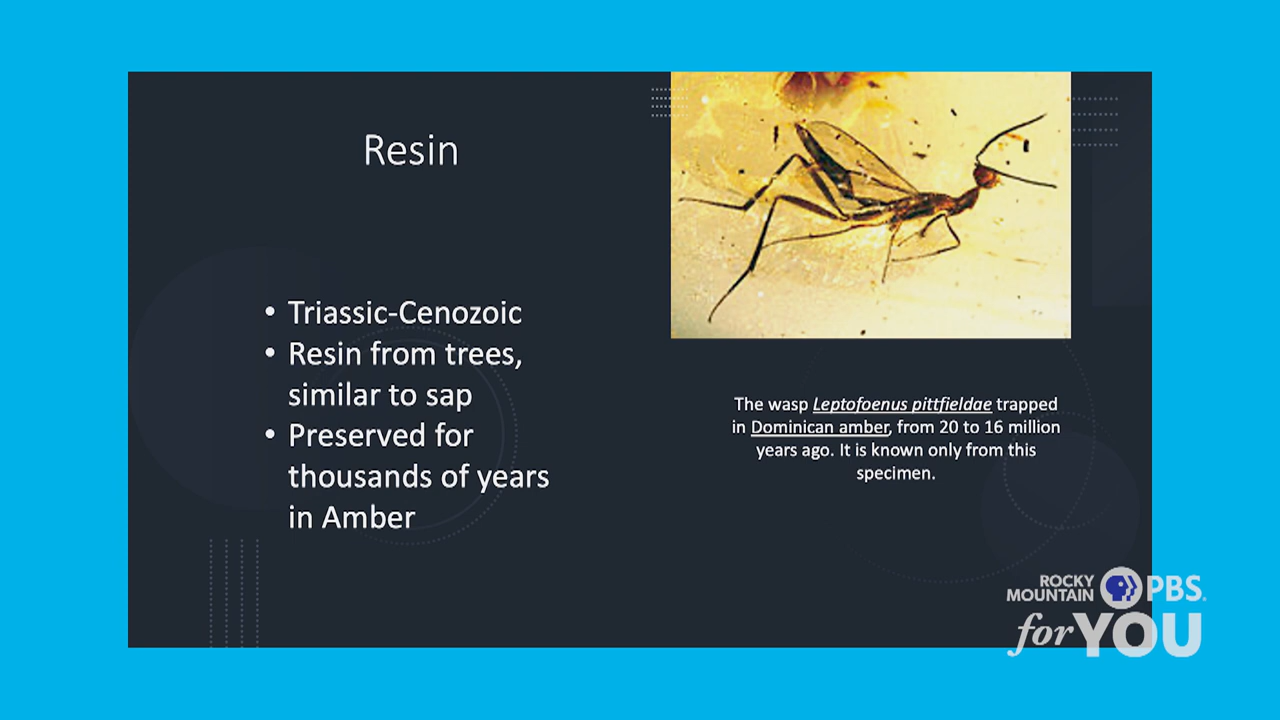 Resin
• Triassic-Cenozoic
• Resin from trees,
similar to sap
• Preserved for
thousands of years
in Amber
The wasp Leptofoenus pittfieldae trapped
in Dominican amber, from 20 to 16 million
years ago. It is known only from this
specimen.
ROCKY
MOUNTAIN PBS.
for YOU